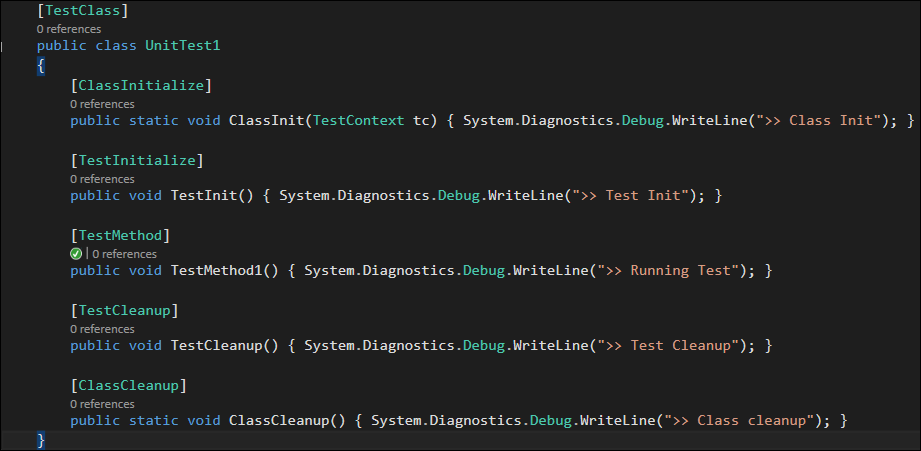 [TestClass]
0 references
public class UnitTest1
{
[ClassInitialize]
0 references
public static void ClassInit(TestContext tc) { System.Diagnostics.Debug.WriteLine(">> Class Init"); }
[TestInitialize]
0 references
public void TestInit() { System.Diagnostics.Debug.WriteLine(">> Test Init"); }
[TestMethod]
| 0 references
public void TestMethod1() { System.Diagnostics.Debug.WriteLine(">> Running Test"); }
[TestCleanup]
0 references
public void TestCleanup() { System.Diagnostics.Debug.WriteLine(">> Test Cleanup"); }
[ClassCleanup]
0 references
public static void ClassCleanup() { System.Diagnostics.Debug.WriteLine(">> Class cleanup"); }
}